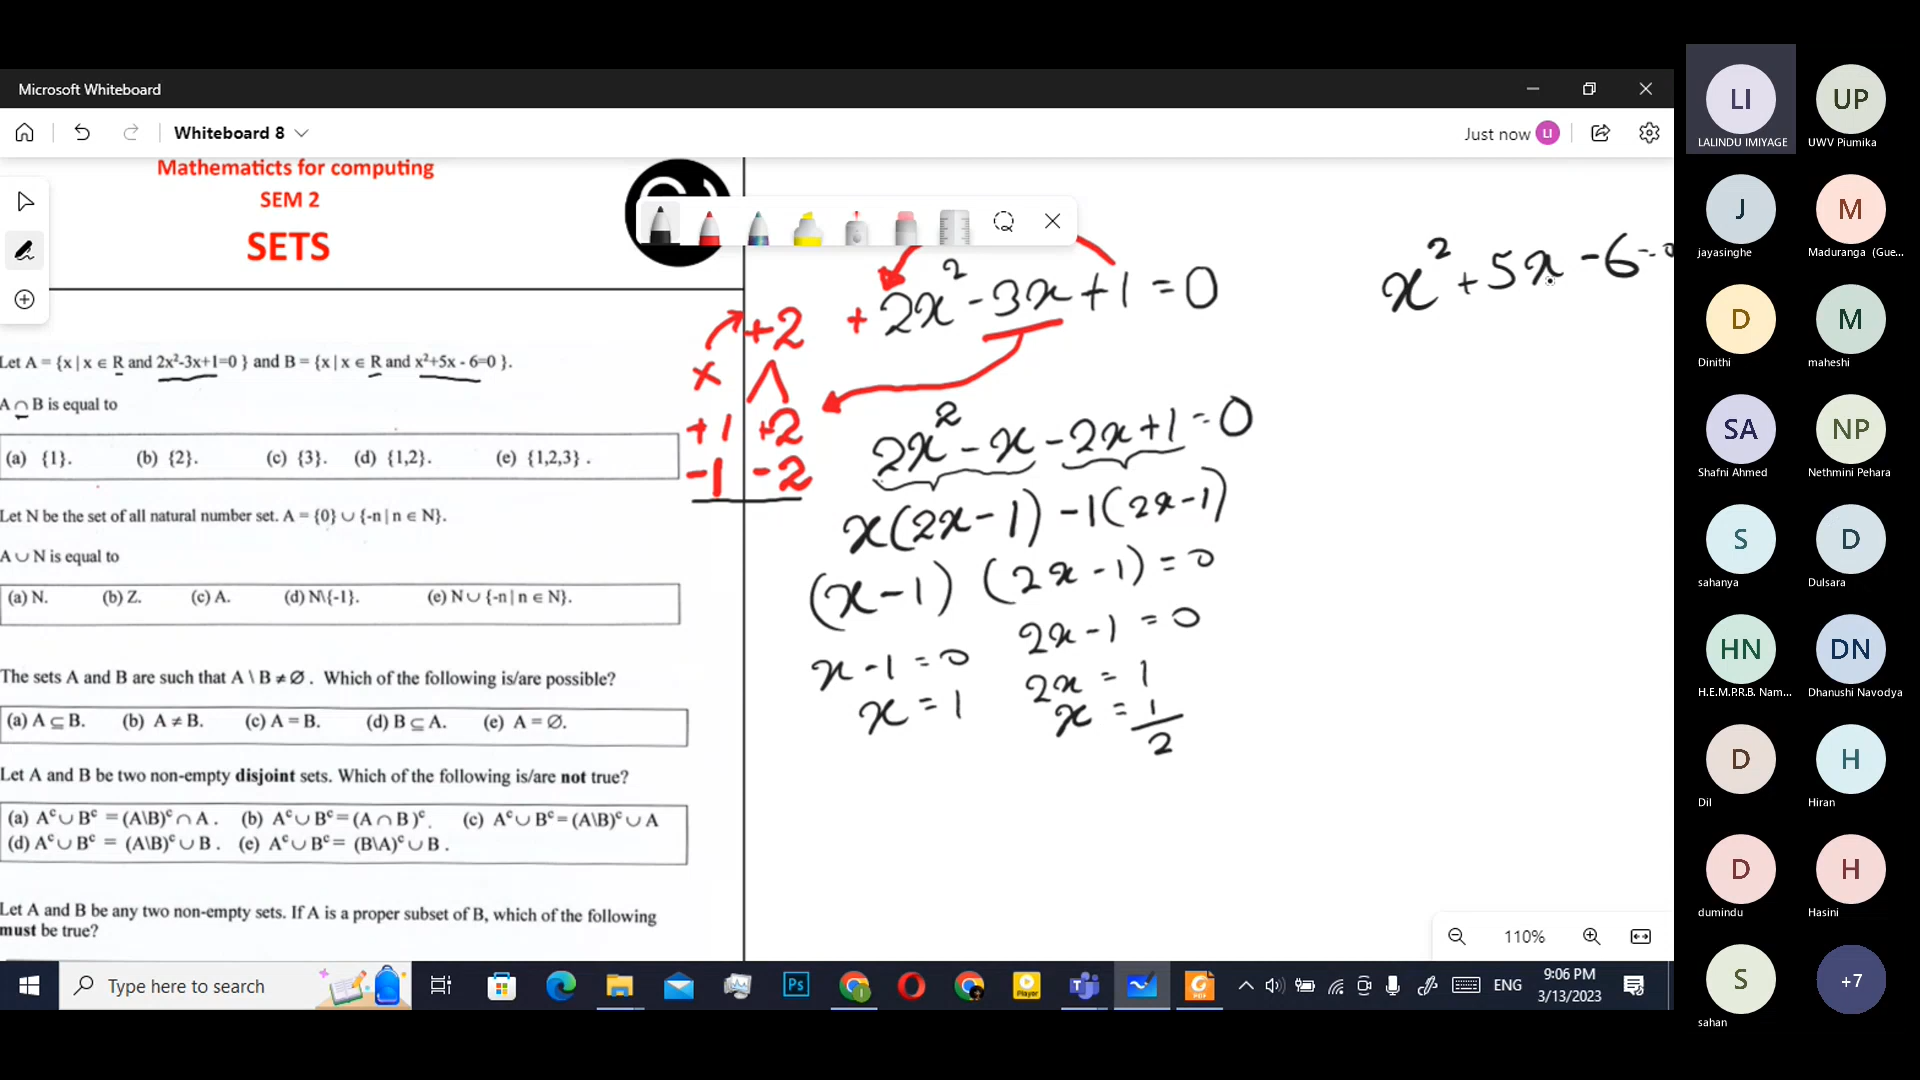 Microsoft Whiteboard
Whiteboard 8
Just now LI
Mathematicts for computing
SEM 2
SETS
Let A = {x | x ∈ R and 2x²-3x+1=0 } and B = {x | x ∈ R and x²+5x - 6=0 }.
A ∩ B is equal to
(a) {1}. (b) {2}. (c) {3}. (d) {1,2}. (e) {1,2,3} .
Let N be the set of all natural number set. A = {0} ∪ {-n | n ∈ N}.
A ∪ N is equal to
(a) N. (b) Z. (c) A. (d) N\{-1}. (e) N ∪ {-n | n ∈ N}.
The sets A and B are such that A \ B ≠ Ø . Which of the following is/are possible?
(a) A ⊆ B. (b) A ≠ B. (c) A = B. (d) B ⊆ A. (e) A = Ø.
Let A and B be two non-empty disjoint sets. Which of the following is/are not true?
(a) Aᶜ ∪ Bᶜ = (A\B)ᶜ ∩ A . (b) Aᶜ ∪ Bᶜ = (A ∩ B )ᶜ . (c) Aᶜ ∪ Bᶜ = (A\B)ᶜ ∪ A
(d) Aᶜ ∪ Bᶜ = (A\B)ᶜ ∪ B . (e) Aᶜ ∪ Bᶜ = (B\A)ᶜ ∪ B .
Let A and B be any two non-empty sets. If A is a proper subset of B, which of the following
must be true?
+2
×
+1 +2
-1 -2
+ 2x² - 3x + 1 = 0
2x² - x - 2x + 1 = 0
x(2x - 1) - 1(2x - 1)
(x - 1) (2x - 1) = 0
x - 1 = 0
x = 1
2x - 1 = 0
2x = 1
x = 1
2
x² + 5x - 6 = 0
110%
LI
LALINDU IMIYAGE
UP
UWV Piumika
J
jayasinghe
M
Maduranga (Gue...
D
Dinithi
M
maheshi
SA
Shafni Ahmed
NP
Nethmini Pehara
S
sahanya
D
Dulsara
HN
H.E.M.P.R.B. Nam...
DN
Dhanushi Navodya
D
Dil
H
Hiran
D
dumindu
H
Hasini
S
sahan
+7
Type here to search
Ps
Player
ENG
9:06 PM
3/13/2023